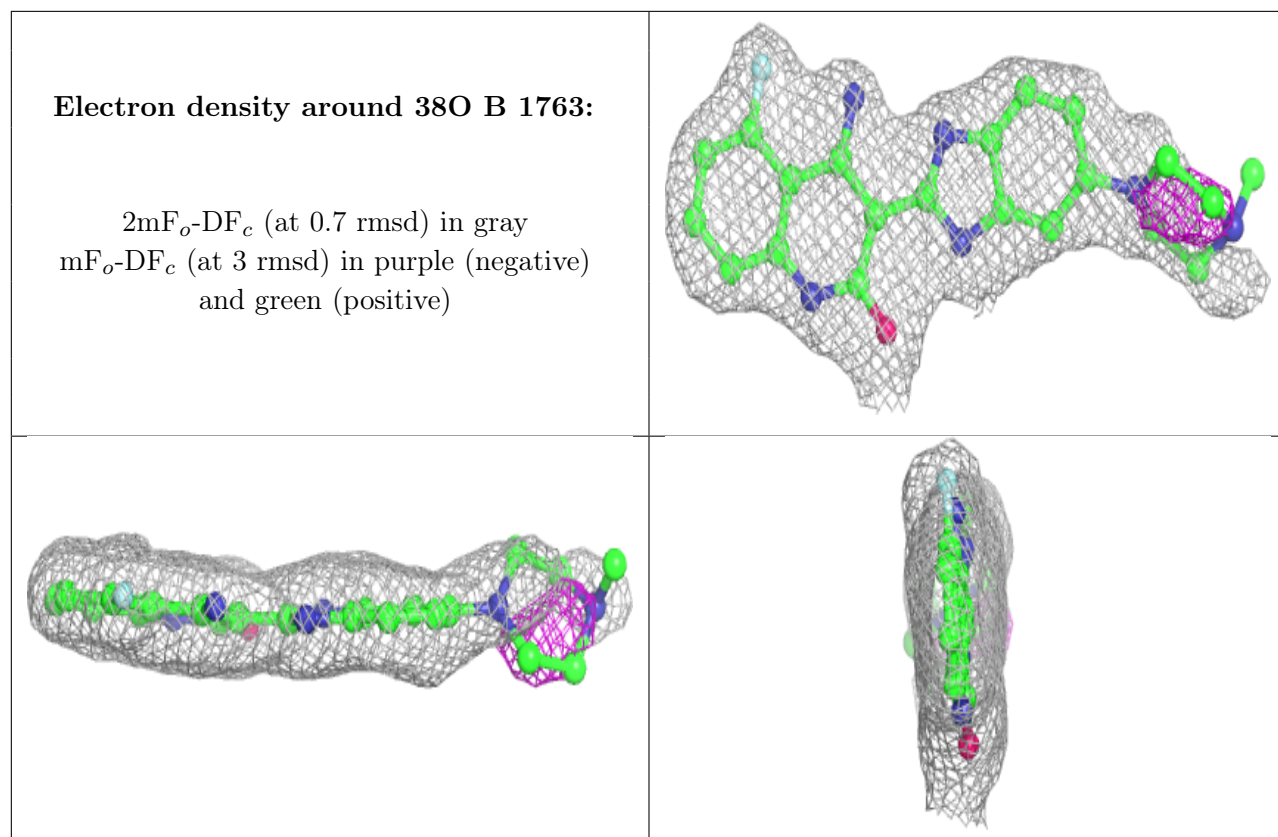 Electron density around 38O B 1763:
2mFo-DFc (at 0.7 rmsd) in gray
mFo-DFc (at 3 rmsd) in purple (negative)
and green (positive)